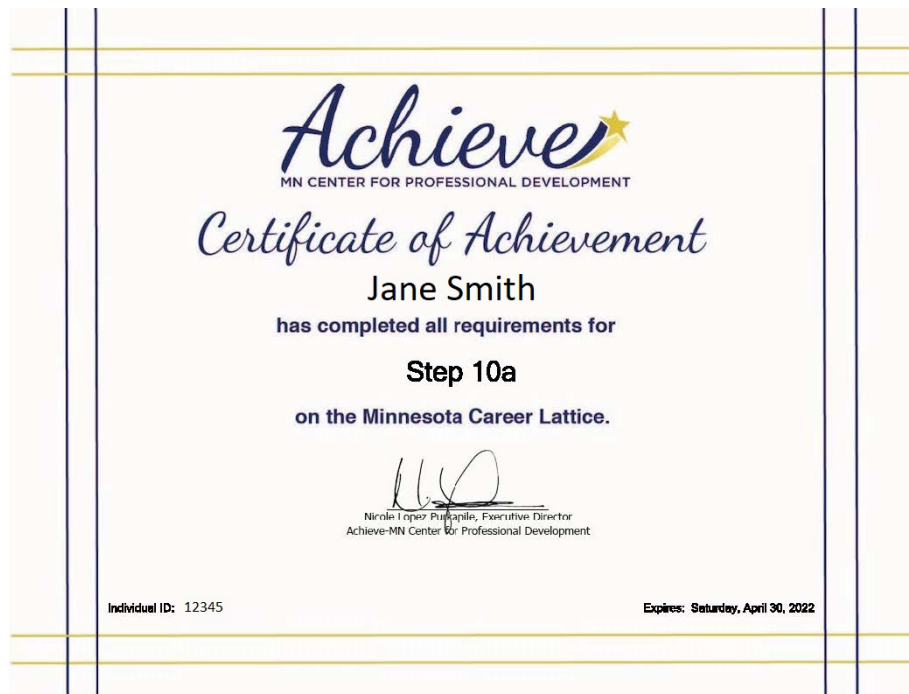 Achieve
MN CENTER FOR PROFESSIONAL DEVELOPMENT
Certificate of Achievement
Jane Smith
has completed all requirements for
Step 10a
on the Minnesota Career Lattice.
Nicole Lopez Purkapile, Executive Director
Achieve-MN Center for Professional Development
Individual ID: 12345
Expires: Saturday, April 30, 2022